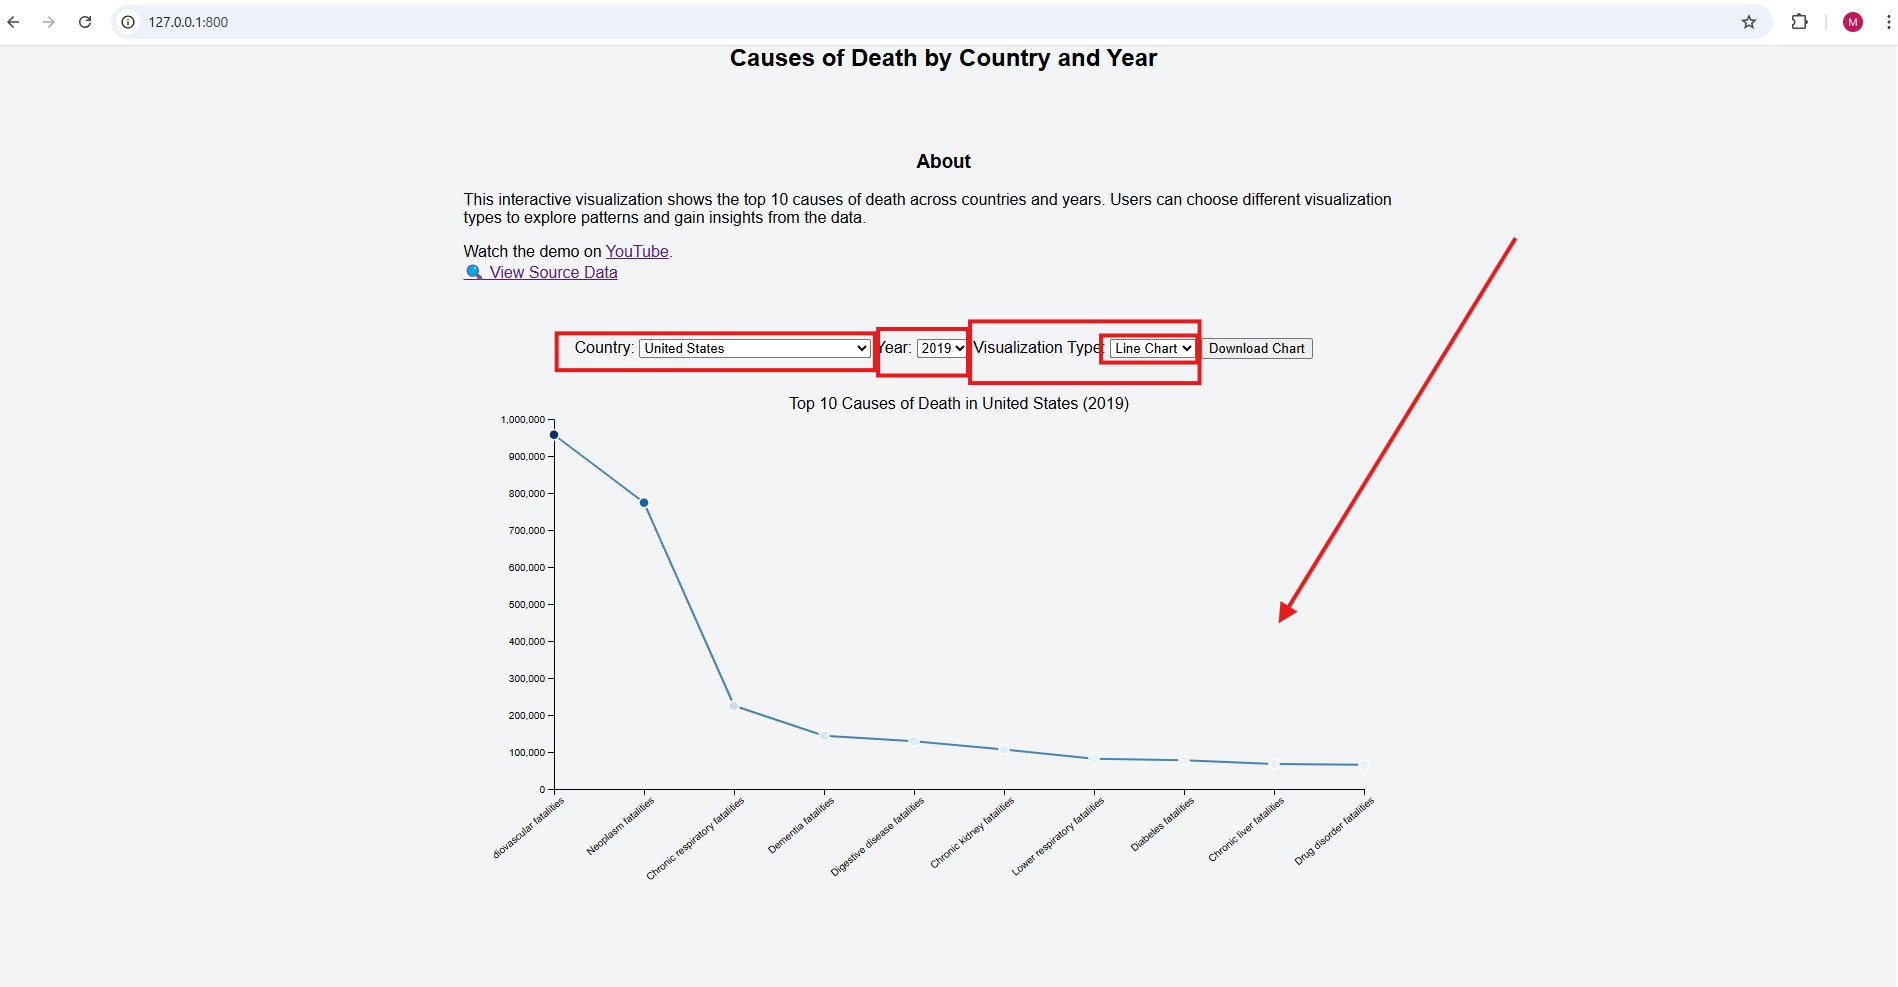 127.0.0.1:800
M
Causes of Death by Country and Year
About
This interactive visualization shows the top 10 causes of death across countries and years. Users can choose different visualization
types to explore patterns and gain insights from the data.
Watch the demo on YouTube.
View Source Data
Country: United States Year: 2019 Visualization Type: Line Chart Download Chart
Top 10 Causes of Death in United States (2019)
1,000,000
900,000
800,000
700,000
600,000
500,000
400,000
300,000
200,000
100,000
0
diovascular fatalities
Neoplasm fatalities
Chronic respiratory fatalities
Dementia fatalities
Digestive disease fatalities
Chronic kidney fatalities
Lower respiratory fatalities
Diabetes fatalities
Chronic liver fatalities
Drug disorder fatalities